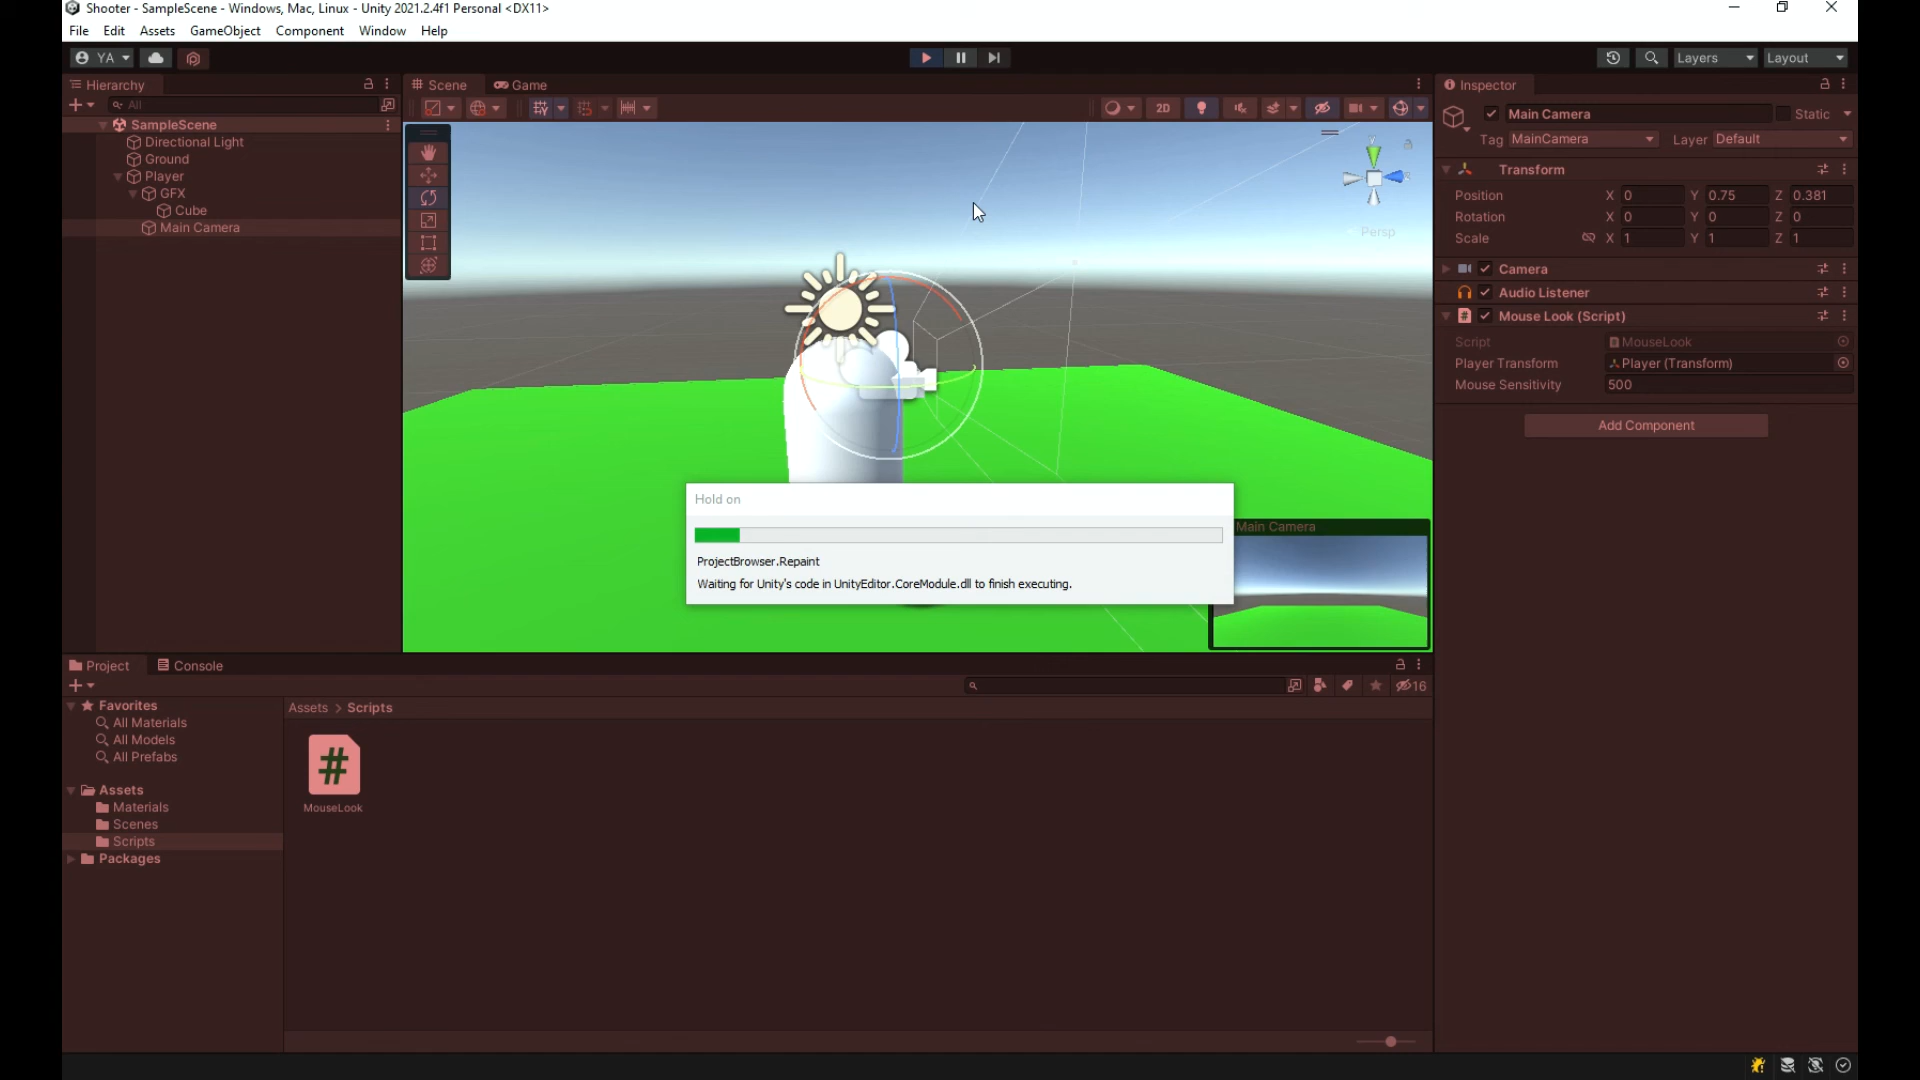 Shooter - SampleScene - Windows, Mac, Linux - Unity 2021.2.4f1 Personal <DX11>
File Edit Assets GameObject Component Window Help
YA
Layers Layout
Hierarchy
Scene Game
Inspector
All
2D
SampleScene
Directional Light
Ground
Player
GFX
Cube
Main Camera
Persp
Main Camera Static
Tag MainCamera Layer Default
Transform
Position X 0 Y 0.75 Z 0.381
Rotation X 0 Y 0 Z 0
Scale X 1 Y 1 Z 1
Camera
Audio Listener
Mouse Look (Script)
Script MouseLook
Player Transform Player (Transform)
Mouse Sensitivity 500
Add Component
Hold on
ProjectBrowser.Repaint
Waiting for Unity's code in UnityEditor.CoreModule.dll to finish executing.
Main Camera
Project Console
16
Favorites
All Materials
All Models
All Prefabs
Assets
Materials
Scenes
Scripts
Packages
Assets > Scripts
#
MouseLook